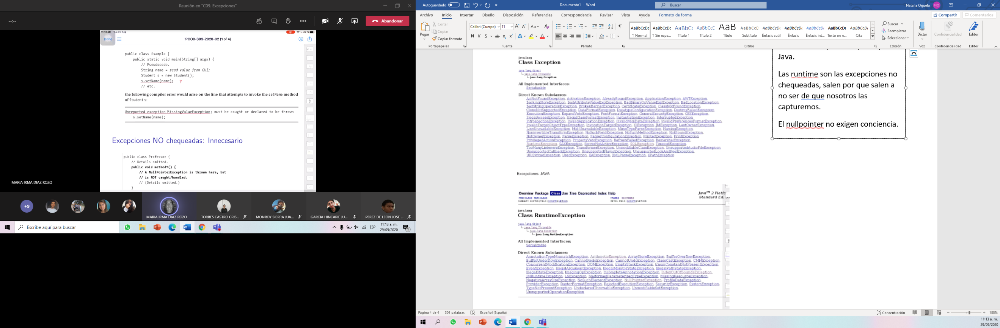 Reunión en "C09. Excepciones"
--:--
Abandonar
11:13 AM Tue 29 Sep
82 %
Done
!POOB-S09-2020-02 (1 of 4)
public class Example {
public static void main(String[] args) {
// Pseudocode.
String name = read value from GUI;
Student s = new Student();
s.setName(name); ?
// etc.
the following compiler error would arise on the line that attempts to invoke the setName method
of Student s:
Unreported exception MissingValueException; must be caught or declared to be thrown
s.setName(name);
Excepciones NO chequeadas: Innecesario
public class Professor {
// Details omitted.
public void methodY() {
// A NullPointerException is thrown here, but
// is NOT caught/handled.
// (Details omitted.)
}
MARIA IRMA DIAZ ROZO
+9
MARIA IRMA DIAZ ROZO
TORRES CASTRO CRIS...
MONROY SIERRA JUA...
GARCIA HINCAPIE JU...
PEREZ DE LEON JOSE ...
Escribe aquí para buscar
ESP
11:13 a. m.
29/09/2020
1
Autoguardado
Documento1 - Word
Buscar
Natalia Orjuela
NO
Archivo Inicio Insertar Diseño Disposición Referencias Correspondencia Revisar Vista Ayuda Formato de forma
Compartir
Comentarios
Pegar
Cortar
Copiar
Copiar formato
Portapapeles
Calibri (Cuerpo) 11
N K S ab x₂ x²
Fuente
Párrafo
AaBbCcDc AaBbCcDc AaBbCc AaBbCcE AaB AaBbCcD AaBbCcDc AaBbCcDc AaBbCcDc AaBbCcDc AaBbCcDc
¶ Normal ¶ Sin espa... Título 1 Título 2 Título Subtítulo Énfasis sutil Énfasis Énfasis int... Texto en n... Cita
Estilos
Buscar
Reemplazar
Seleccionar
Edición
Dictar
Voz
Confidencialidad
Confidencialidad
Editor
Editor
java.lang
Class Exception
java.lang.Object
java.lang.Throwable
java.lang.Exception
All Implemented Interfaces:
Serializable
Direct Known Subclasses:
AclNotFoundException, ActivationException, AlreadyBoundException, ApplicationException, AWTException,
BackingStoreException, BadAttributeValueExpException, BadBinaryOpValueExpException, BadLocationException,
BadStringOperationException, BrokenBarrierException, CertificateException, ClassNotFoundException,
CloneNotSupportedException, DataFormatException, DatatypeConfigurationException, DestroyFailedException,
ExecutionException, ExpandVetoException, FontFormatException, GeneralSecurityException, GSSException,
IllegalAccessException, IllegalClassFormatException, InstantiationException, InterruptedException,
IntrospectionException, InvalidApplicationException, InvalidMidiDataException, InvalidPreferencesFormatException,
InvalidTargetObjectTypeException, InvocationTargetException, IOException, JMException, LastOwnerException,
LineUnavailableException, MidiUnavailableException, MimeTypeParseException, NamingException,
NoninvertibleTransformException, NoSuchFieldException, NoSuchMethodException, NotBoundException,
NotOwnerException, ParseException, ParserConfigurationException, PrinterException, PrintException,
PrivilegedActionException, PropertyVetoException, RefreshFailedException, RemarshalException,
RuntimeException, SAXException, ServerNotActiveException, SQLException, TimeoutException,
TooManyListenersException, TransformerException, UnmodifiableClassException, UnsupportedAudioFileException,
UnsupportedCallbackException, UnsupportedFlavorException, UnsupportedLookAndFeelException,
URISyntaxException, UserException, XAException, XMLParseException, XPathException
Excepciones JAVA
Overview Package Class Use Tree Deprecated Index Help
Java™ 2 Platfo
Standard Ed.
PREV CLASS NEXT CLASS
FRAMES NO FRAMES
SUMMARY: NESTED | FIELD | CONSTR | METHOD
DETAIL: FIELD | CONSTR | METHOD
java.lang
Class RuntimeException
java.lang.Object
java.lang.Throwable
java.lang.Exception
java.lang.RuntimeException
All Implemented Interfaces:
Serializable
Direct Known Subclasses:
AnnotationTypeMismatchException, ArithmeticException, ArrayStoreException, BufferOverflowException,
BufferUnderflowException, CannotRedoException, CannotUndoException, ClassCastException, CMMException,
ConcurrentModificationException, DOMException, EmptyStackException, EnumConstantNotPresentException,
EventException, IllegalArgumentException, IllegalMonitorStateException, IllegalPathStateException,
IllegalStateException, ImagingOpException, IncompleteAnnotationException, IndexOutOfBoundsException,
JMRuntimeException, LSException, MalformedParameterizedTypeException, MissingResourceException,
NegativeArraySizeException, NoSuchElementException, NullPointerException, ProfileDataException,
ProviderException, RasterFormatException, RejectedExecutionException, SecurityException, SystemException,
TypeNotPresentException, UndeclaredThrowableException, UnmodifiableSetException,
UnsupportedOperationException
Java.
Las runtime son las excepciones no
chequeadas, salen por que salen a
no ser de que nosotros las
capturemos.
El nullpointer no exigen conciencia.
Página 4 de 4
301 palabras
Español (España)
Concentración
188%
11:13 a. m.
29/09/2020